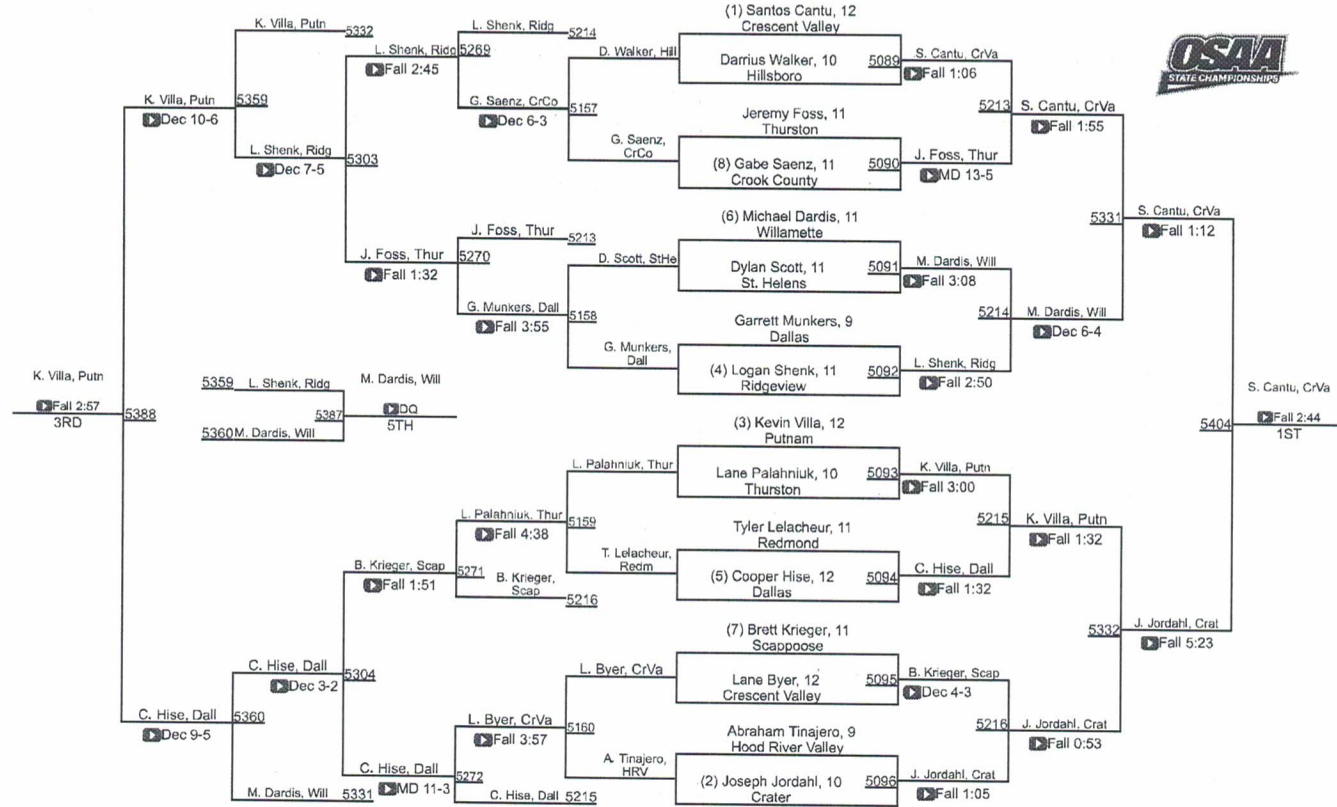 OSAA
STATE CHAMPIONSHIPS
K. Villa, Putn
5332
K. Villa, Putn
5359
Dec 10-6
L. Shenk, Ridg
5303
Dec 7-5
L. Shenk, Ridg
5269
Fall 2:45
L. Shenk, Ridg
5214
G. Saenz, CrCo
5157
Dec 6-3
D. Walker, Hill
G. Saenz,
CrCo
J. Foss, Thur
5270
Fall 1:32
J. Foss, Thur
5213
G. Munkers, Dall
5158
Fall 3:55
D. Scott, StHe
G. Munkers,
Dall
(1) Santos Cantu, 12
Crescent Valley
Darrius Walker, 10
Hillsboro
5089
S. Cantu, CrVa
Fall 1:06
Jeremy Foss, 11
Thurston
(8) Gabe Saenz, 11
Crook County
5090
J. Foss, Thur
MD 13-5
5213
S. Cantu, CrVa
Fall 1:55
(6) Michael Dardis, 11
Willamette
Dylan Scott, 11
St. Helens
5091
M. Dardis, Will
Fall 3:08
Garrett Munkers, 9
Dallas
(4) Logan Shenk, 11
Ridgeview
5092
L. Shenk, Ridg
Fall 2:50
5214
M. Dardis, Will
Dec 6-4
5331
S. Cantu, CrVa
Fall 1:12
K. Villa, Putn
Fall 2:57
3RD
5388
5359
L. Shenk, Ridg
5360
M. Dardis, Will
5387
M. Dardis, Will
DQ
5TH
5404
S. Cantu, CrVa
Fall 2:44
1ST
(3) Kevin Villa, 12
Putnam
Lane Palahniuk, 10
Thurston
5093
K. Villa, Putn
Fall 3:00
Tyler Lelacheur, 11
Redmond
(5) Cooper Hise, 12
Dallas
5094
C. Hise, Dall
Fall 1:32
5215
K. Villa, Putn
Fall 1:32
(7) Brett Krieger, 11
Scappoose
Lane Byer, 12
Crescent Valley
5095
B. Krieger, Scap
Dec 4-3
Abraham Tinajero, 9
Hood River Valley
(2) Joseph Jordahl, 10
Crater
5096
J. Jordahl, Crat
Fall 1:05
5216
J. Jordahl, Crat
Fall 0:53
5332
J. Jordahl, Crat
Fall 5:23
L. Palahniuk, Thur
T. Lelacheur,
Redm
5159
L. Palahniuk, Thur
Fall 4:38
B. Krieger,
Scap
5216
5271
B. Krieger, Scap
Fall 1:51
L. Byer, CrVa
A. Tinajero,
HRV
5160
L. Byer, CrVa
Fall 3:57
C. Hise, Dall
5215
5272
C. Hise, Dall
MD 11-3
5304
C. Hise, Dall
Dec 3-2
M. Dardis, Will
5331
5360
C. Hise, Dall
Dec 9-5